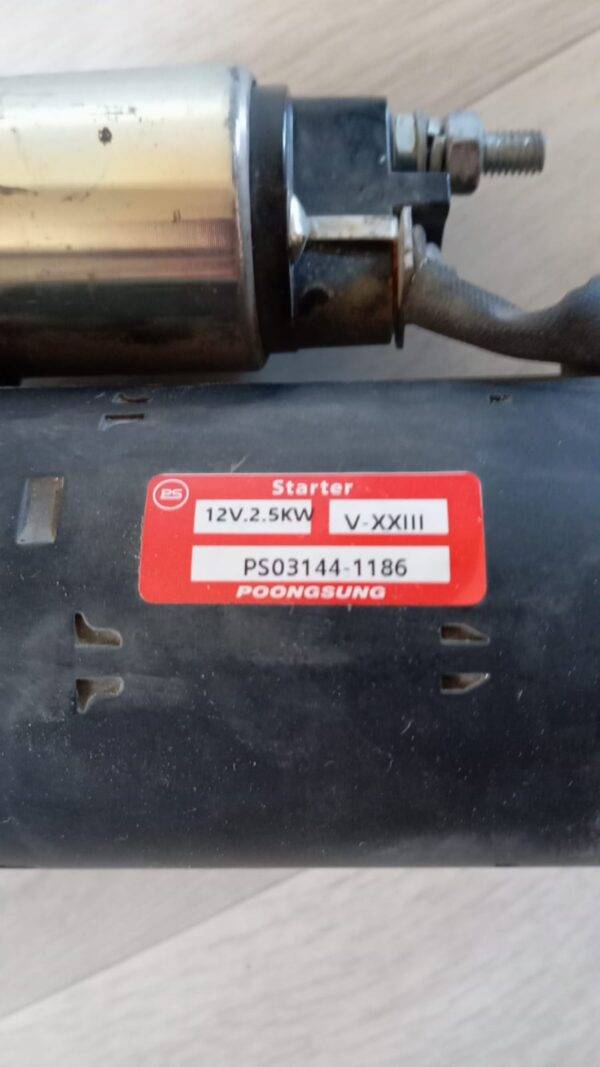 PS
Starter
12V.2.5KW V-XXIII
PS03144-1186
POONGSUNG